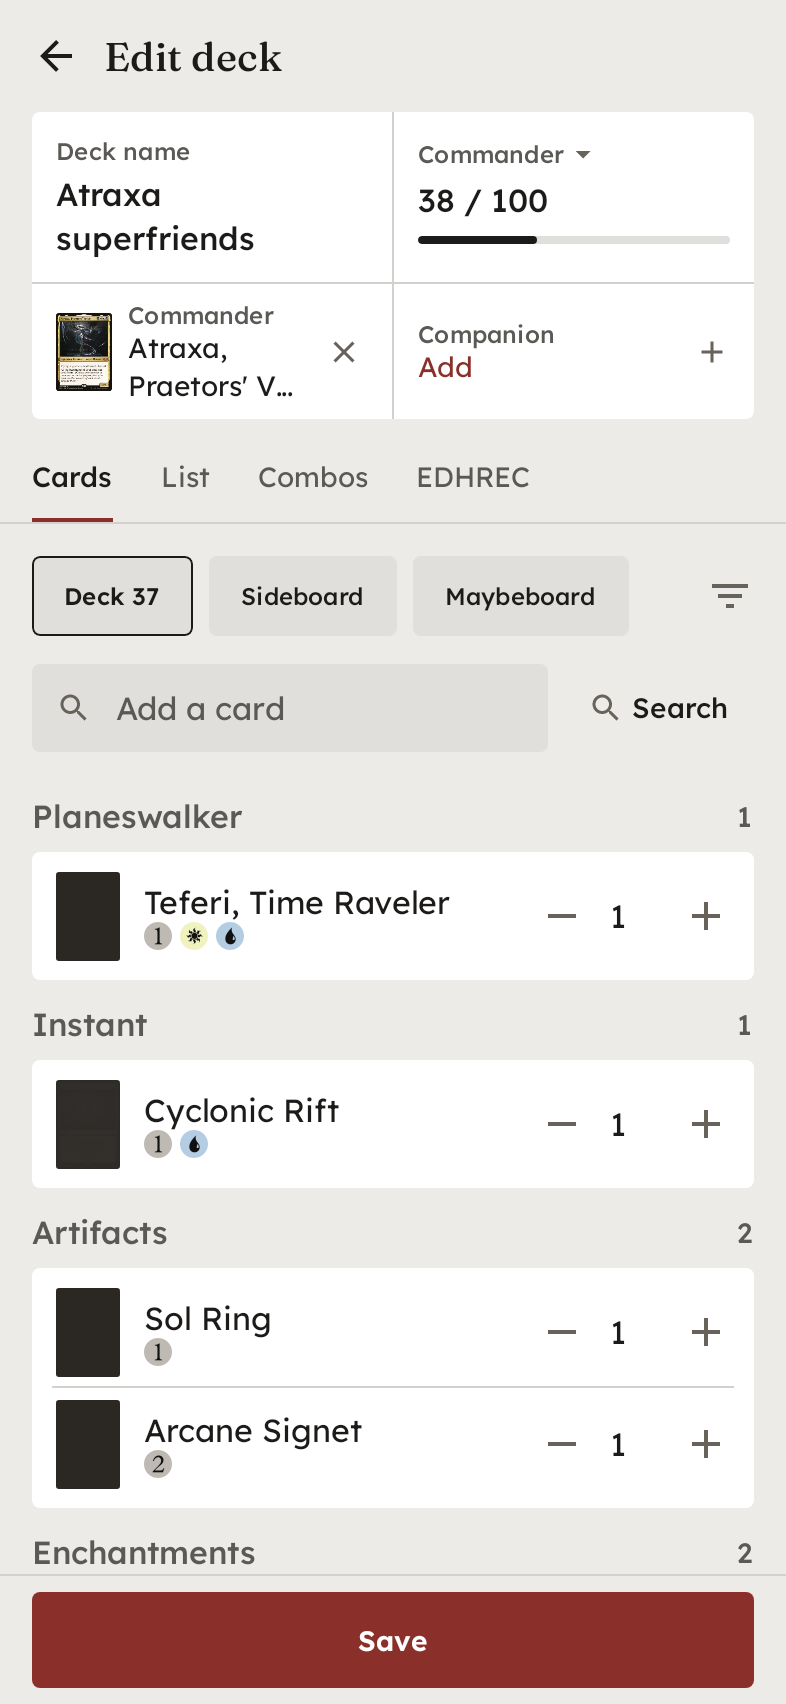 Edit deck
Deck name
Atraxa
superfriends
Commander
38 / 100
Commander
Atraxa,
Praetors' V...
Companion
Add
Cards List Combos EDHREC
Deck 37 Sideboard Maybeboard
Add a card Search
Planeswalker 1
Teferi, Time Raveler 1
1
Instant 1
Cyclonic Rift 1
1
Artifacts 2
Sol Ring 1
1
Arcane Signet 1
2
Enchantments 2
Save